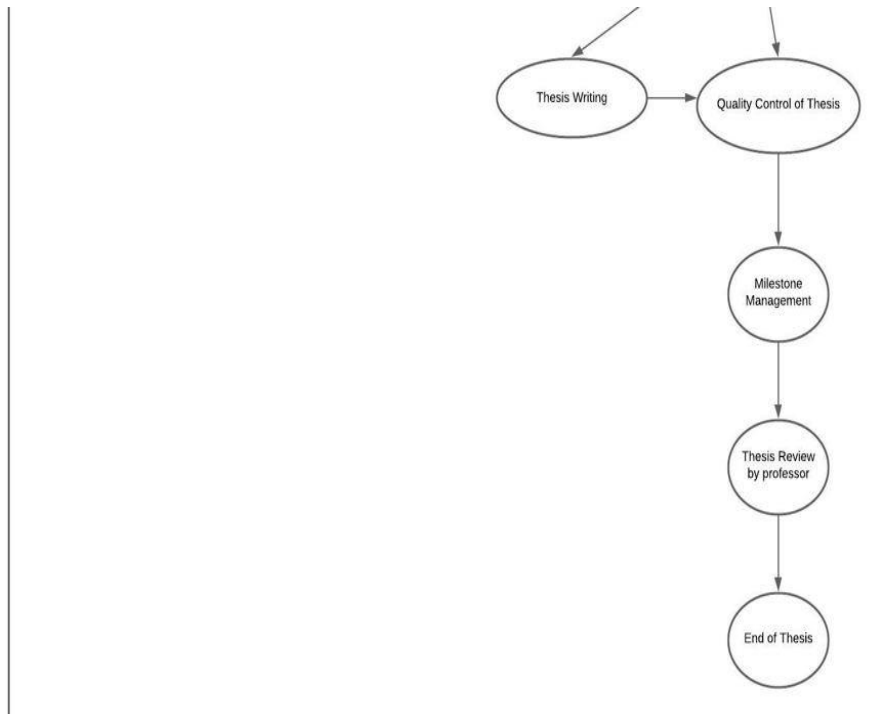 Thesis Writing
Quality Control of Thesis
Milestone
Management
Thesis Review
by professor
End of Thesis